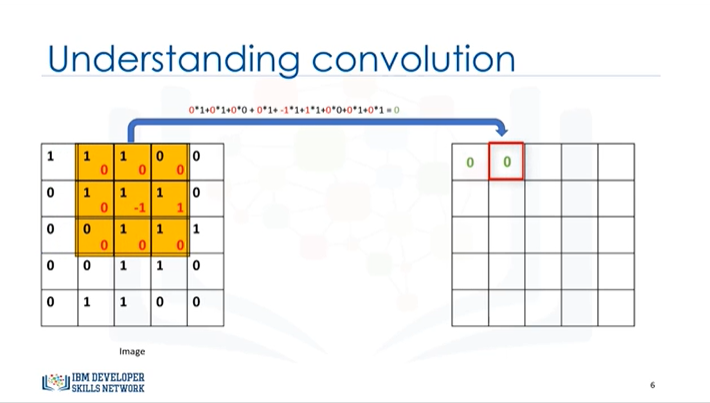 Understanding convolution
0*1+0*1+0*0 + 0*1+ -1*1+1*1+0*0+0*1+0*1 = 0
1 1 1 0 0
0 0 0
0 1 1 1 0
0 -1 1
0 0 1 1 1
0 0 0
0 0 1 1 0
0 1 1 0 0
0 0
Image
IBM DEVELOPER
SKILLS NETWORK
6